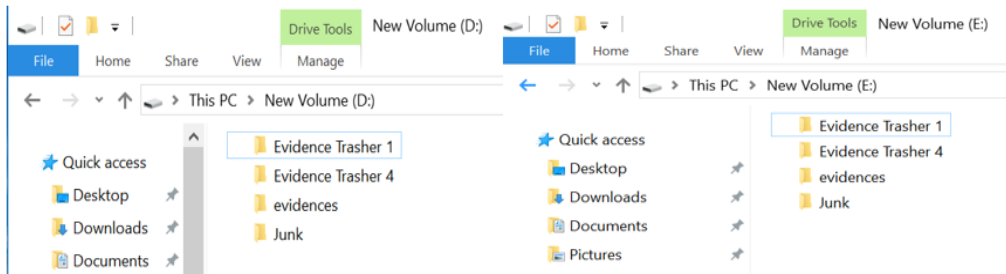 Drive Tools New Volume (D:)
File Home Share View Manage
This PC > New Volume (D:)
Quick access
Desktop
Downloads
Documents
Evidence Trasher 1
Evidence Trasher 4
evidences
Junk
Drive Tools New Volume (E:)
File Home Share View Manage
This PC > New Volume (E:)
Quick access
Desktop
Downloads
Documents
Pictures
Evidence Trasher 1
Evidence Trasher 4
evidences
Junk